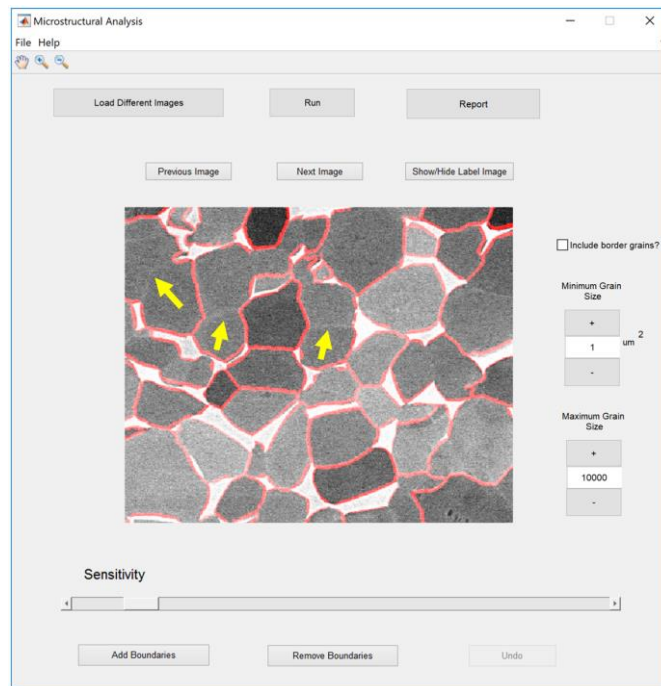 Microstructural Analysis
File Help
Load Different Images
Run
Report
Previous Image
Next Image
Show/Hide Label Image
Include border grains?
Minimum Grain
Size
+
1
um 2
-
Maximum Grain
Size
+
10000
-
Sensitivity
Add Boundaries
Remove Boundaries
Undo